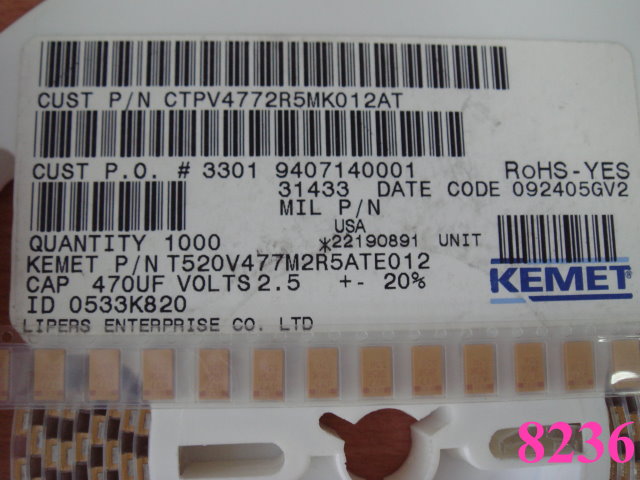 CUST P/N CTPV4772R5MK012AT
CUST P.O. # 3301 9407140001 ROHS-YES
31433 DATE CODE 092405GV2
MIL P/N
USA
QUANTITY 1000 *22190891 UNIT
KEMET P/N T520V477M2R5ATE012
CAP 470UF VOLTS 2.5 +- 20% KEMET
ID 0533K820
LIPERS ENTERPRISE CO. LTD
8236